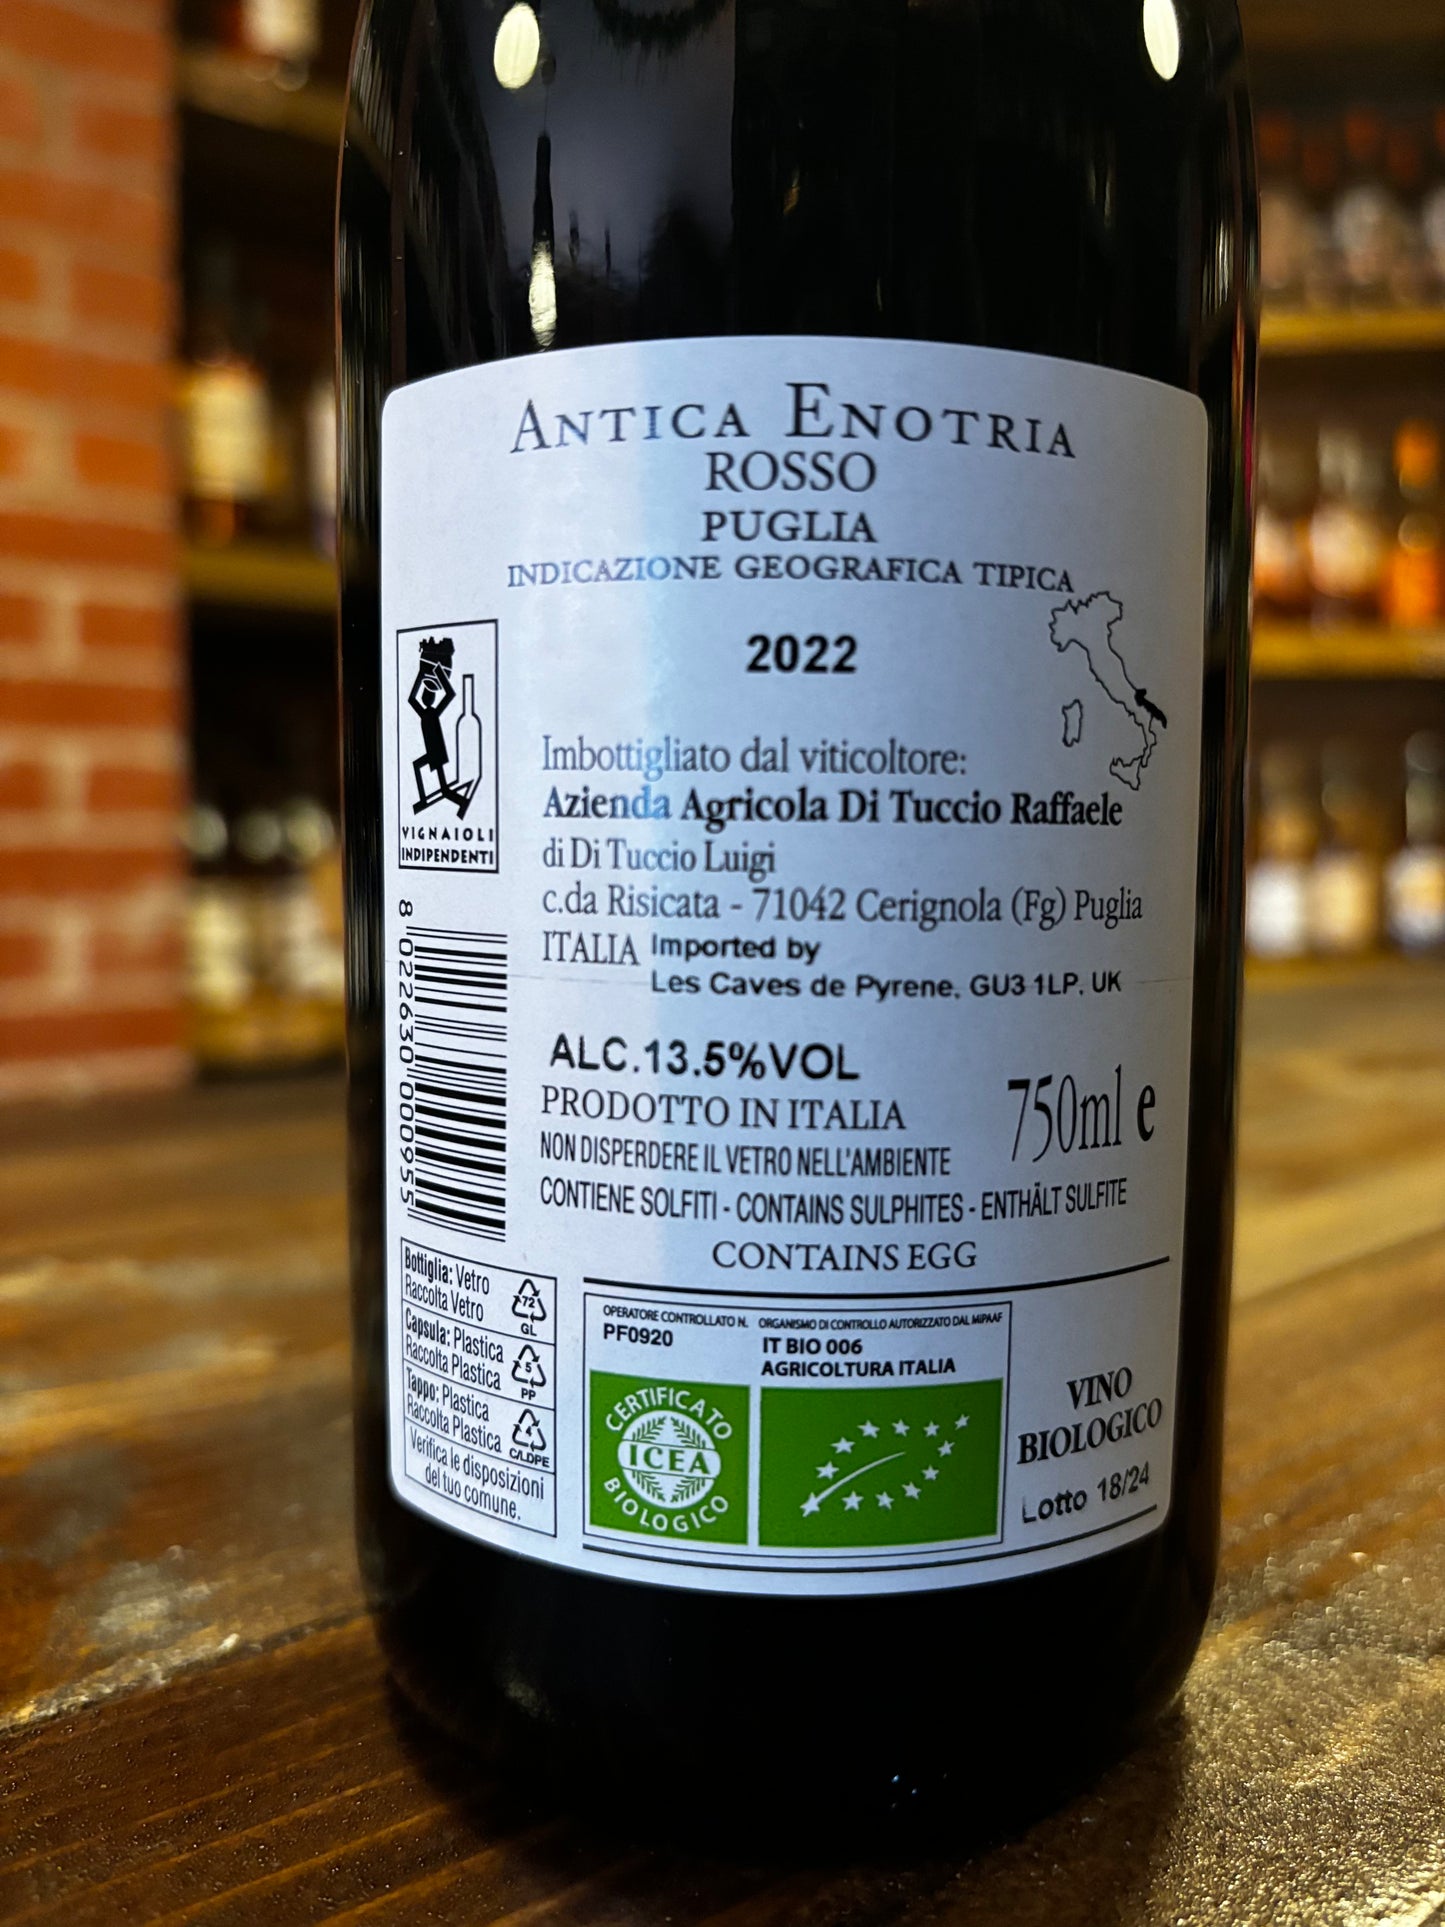 ANTICA ENOTRIA
ROSSO
PUGLIA
INDICAZIONE GEOGRAFICA TIPICA
2022
VIGNAIOLI
INDIPENDENTI
Imbottigliato dal viticoltore:
Azienda Agricola Di Tuccio Raffaele
di Di Tuccio Luigi
c.da Risicata - 71042 Cerignola (Fg) Puglia
ITALIA Imported by
Les Caves de Pyrene, GU3 1LP, UK
8 022630 000955
ALC.13.5%VOL
PRODOTTO IN ITALIA
750ml e
NON DISPERDERE IL VETRO NELL'AMBIENTE
CONTIENE SOLFITI - CONTAINS SULPHITES - ENTHÄLT SULFITE
CONTAINS EGG
Bottiglia: Vetro
Raccolta Vetro
72
GL
Capsula: Plastica
Raccolta Plastica
5
PP
Tappo: Plastica
Raccolta Plastica
4
C/LDPE
Verifica le disposizioni
del tuo comune.
OPERATORE CONTROLLATO N.
PF0920
ORGANISMO DI CONTROLLO AUTORIZZATO DAL MIPAAF
IT BIO 006
AGRICOLTURA ITALIA
CERTIFICATO
ICEA
BIOLOGICO
VINO
BIOLOGICO
Lotto 18/24